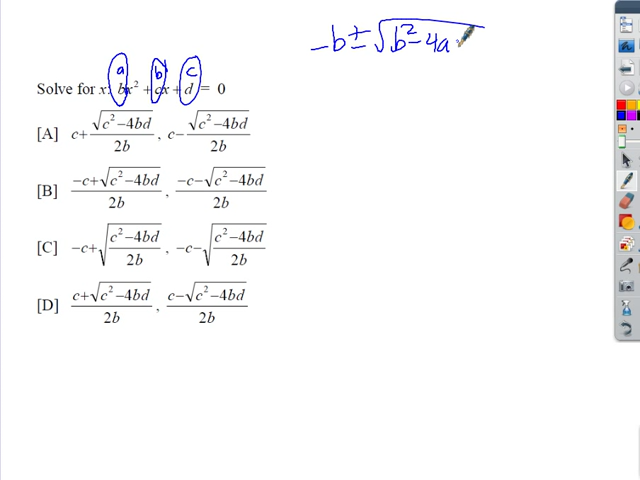 -b ± √b² - 4a
a b c
Solve for x: bx² + cx + d = 0
[A] c + √(c² - 4bd)/2b , c - √(c² - 4bd)/2b
[B] (-c + √(c² - 4bd))/2b , (-c - √(c² - 4bd))/2b
[C] -c + √((c² - 4bd)/2b) , -c - √((c² - 4bd)/2b)
[D] (c + √(c² - 4bd))/2b , (c - √(c² - 4bd))/2b